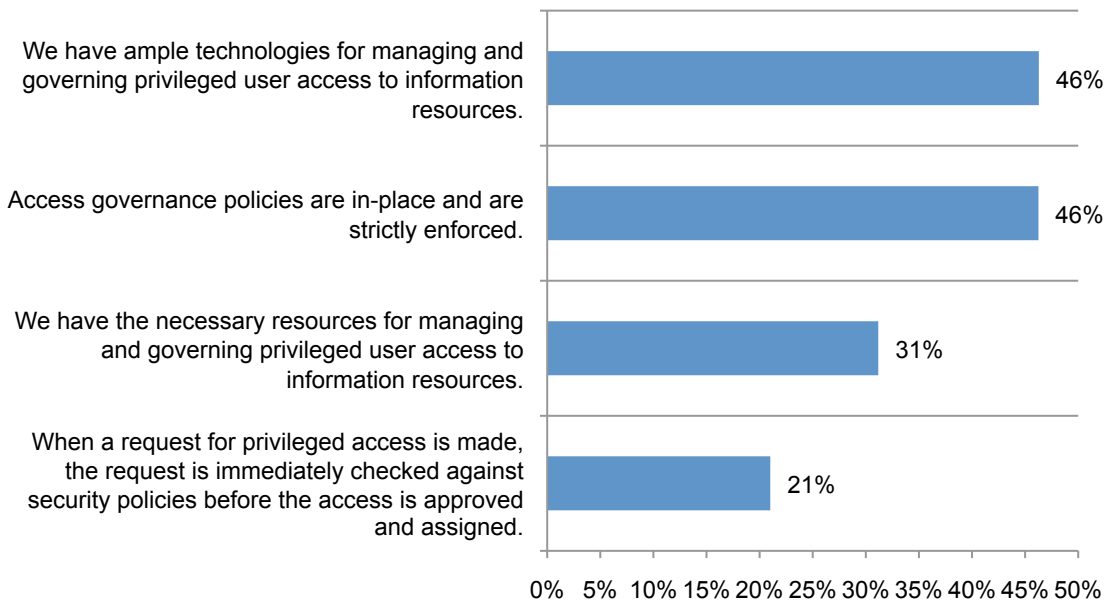 We have ample technologies for managing and
governing privileged user access to information
resources.
46%
Access governance policies are in-place and are
strictly enforced.
46%
We have the necessary resources for managing
and governing privileged user access to
information resources.
31%
When a request for privileged access is made,
the request is immediately checked against
security policies before the access is approved
and assigned.
21%
0% 5% 10% 15% 20% 25% 30% 35% 40% 45% 50%